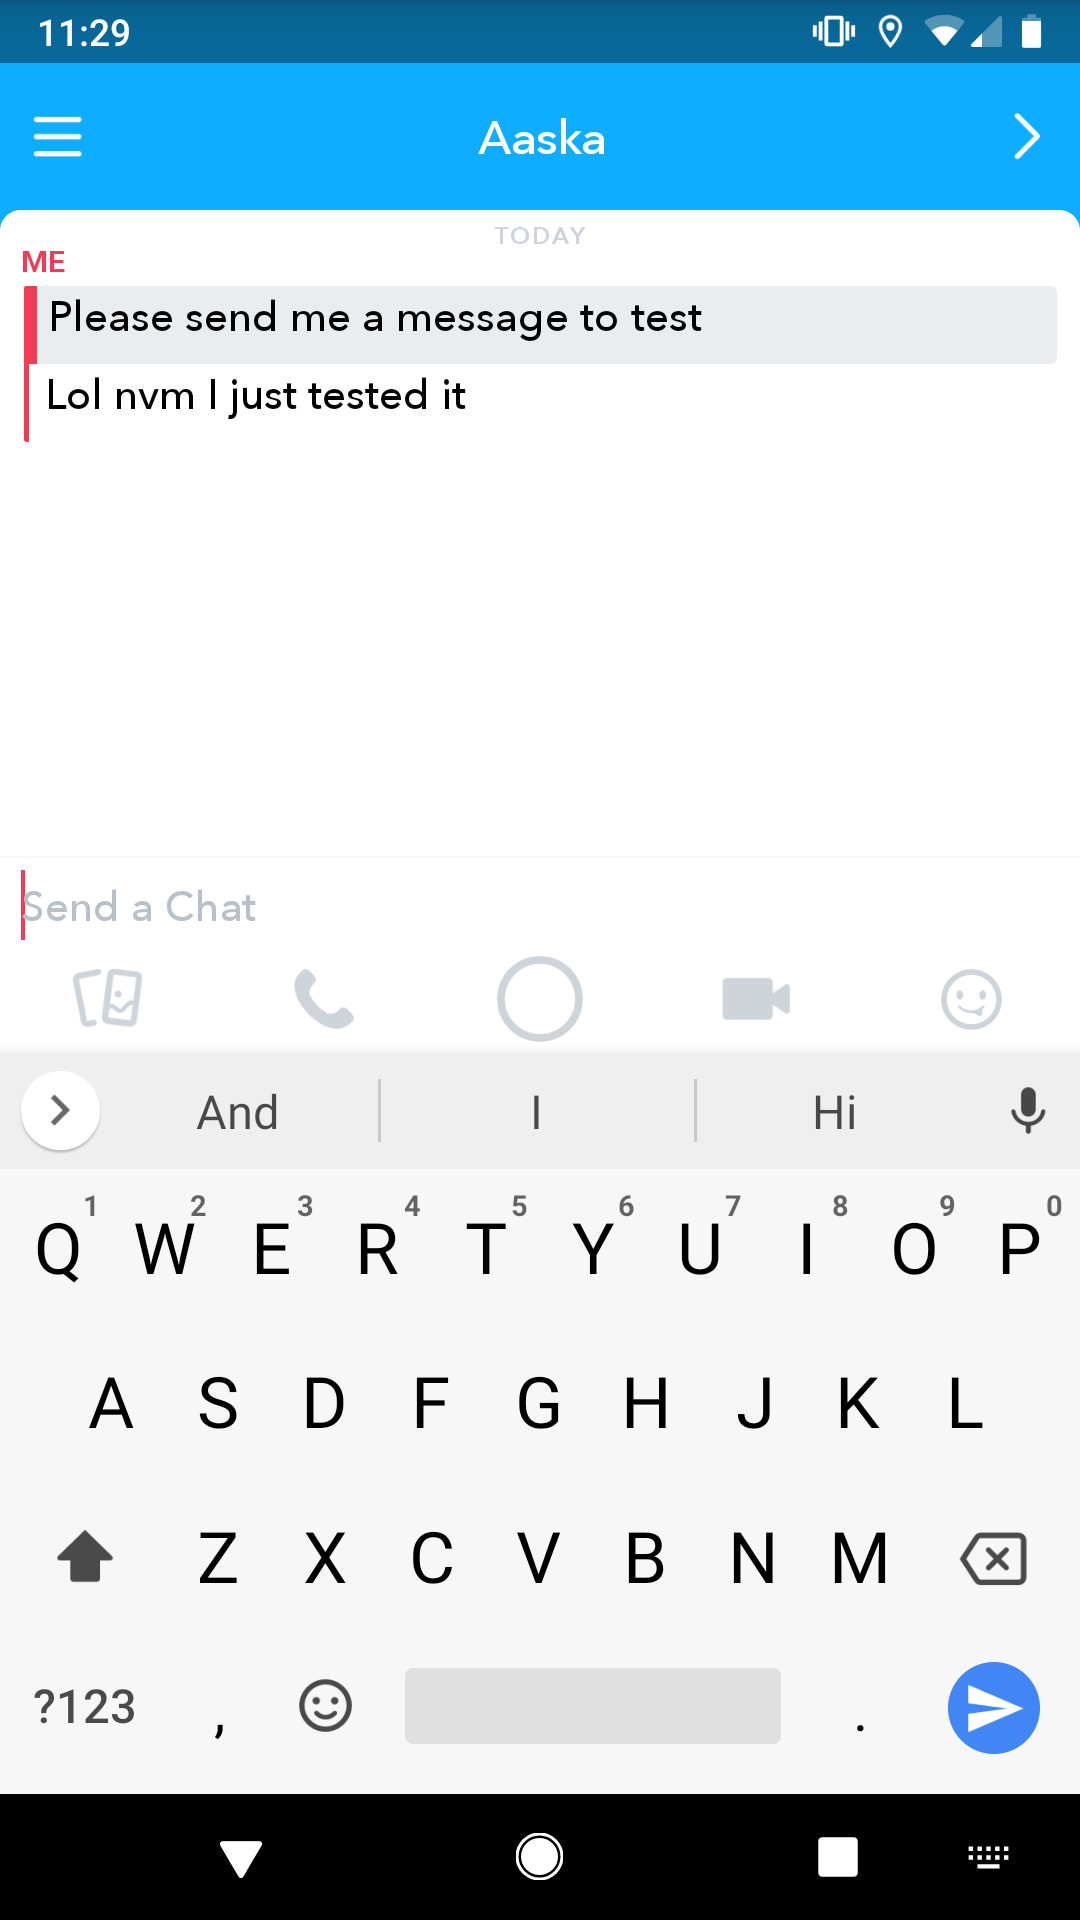 11:29
Aaska
TODAY
ME
Please send me a message to test
Lol nvm I just tested it
Send a Chat
And I Hi
1 2 3 4 5 6 7 8 9 0
Q W E R T Y U I O P
A S D F G H J K L
Z X C V B N M
?123 , .